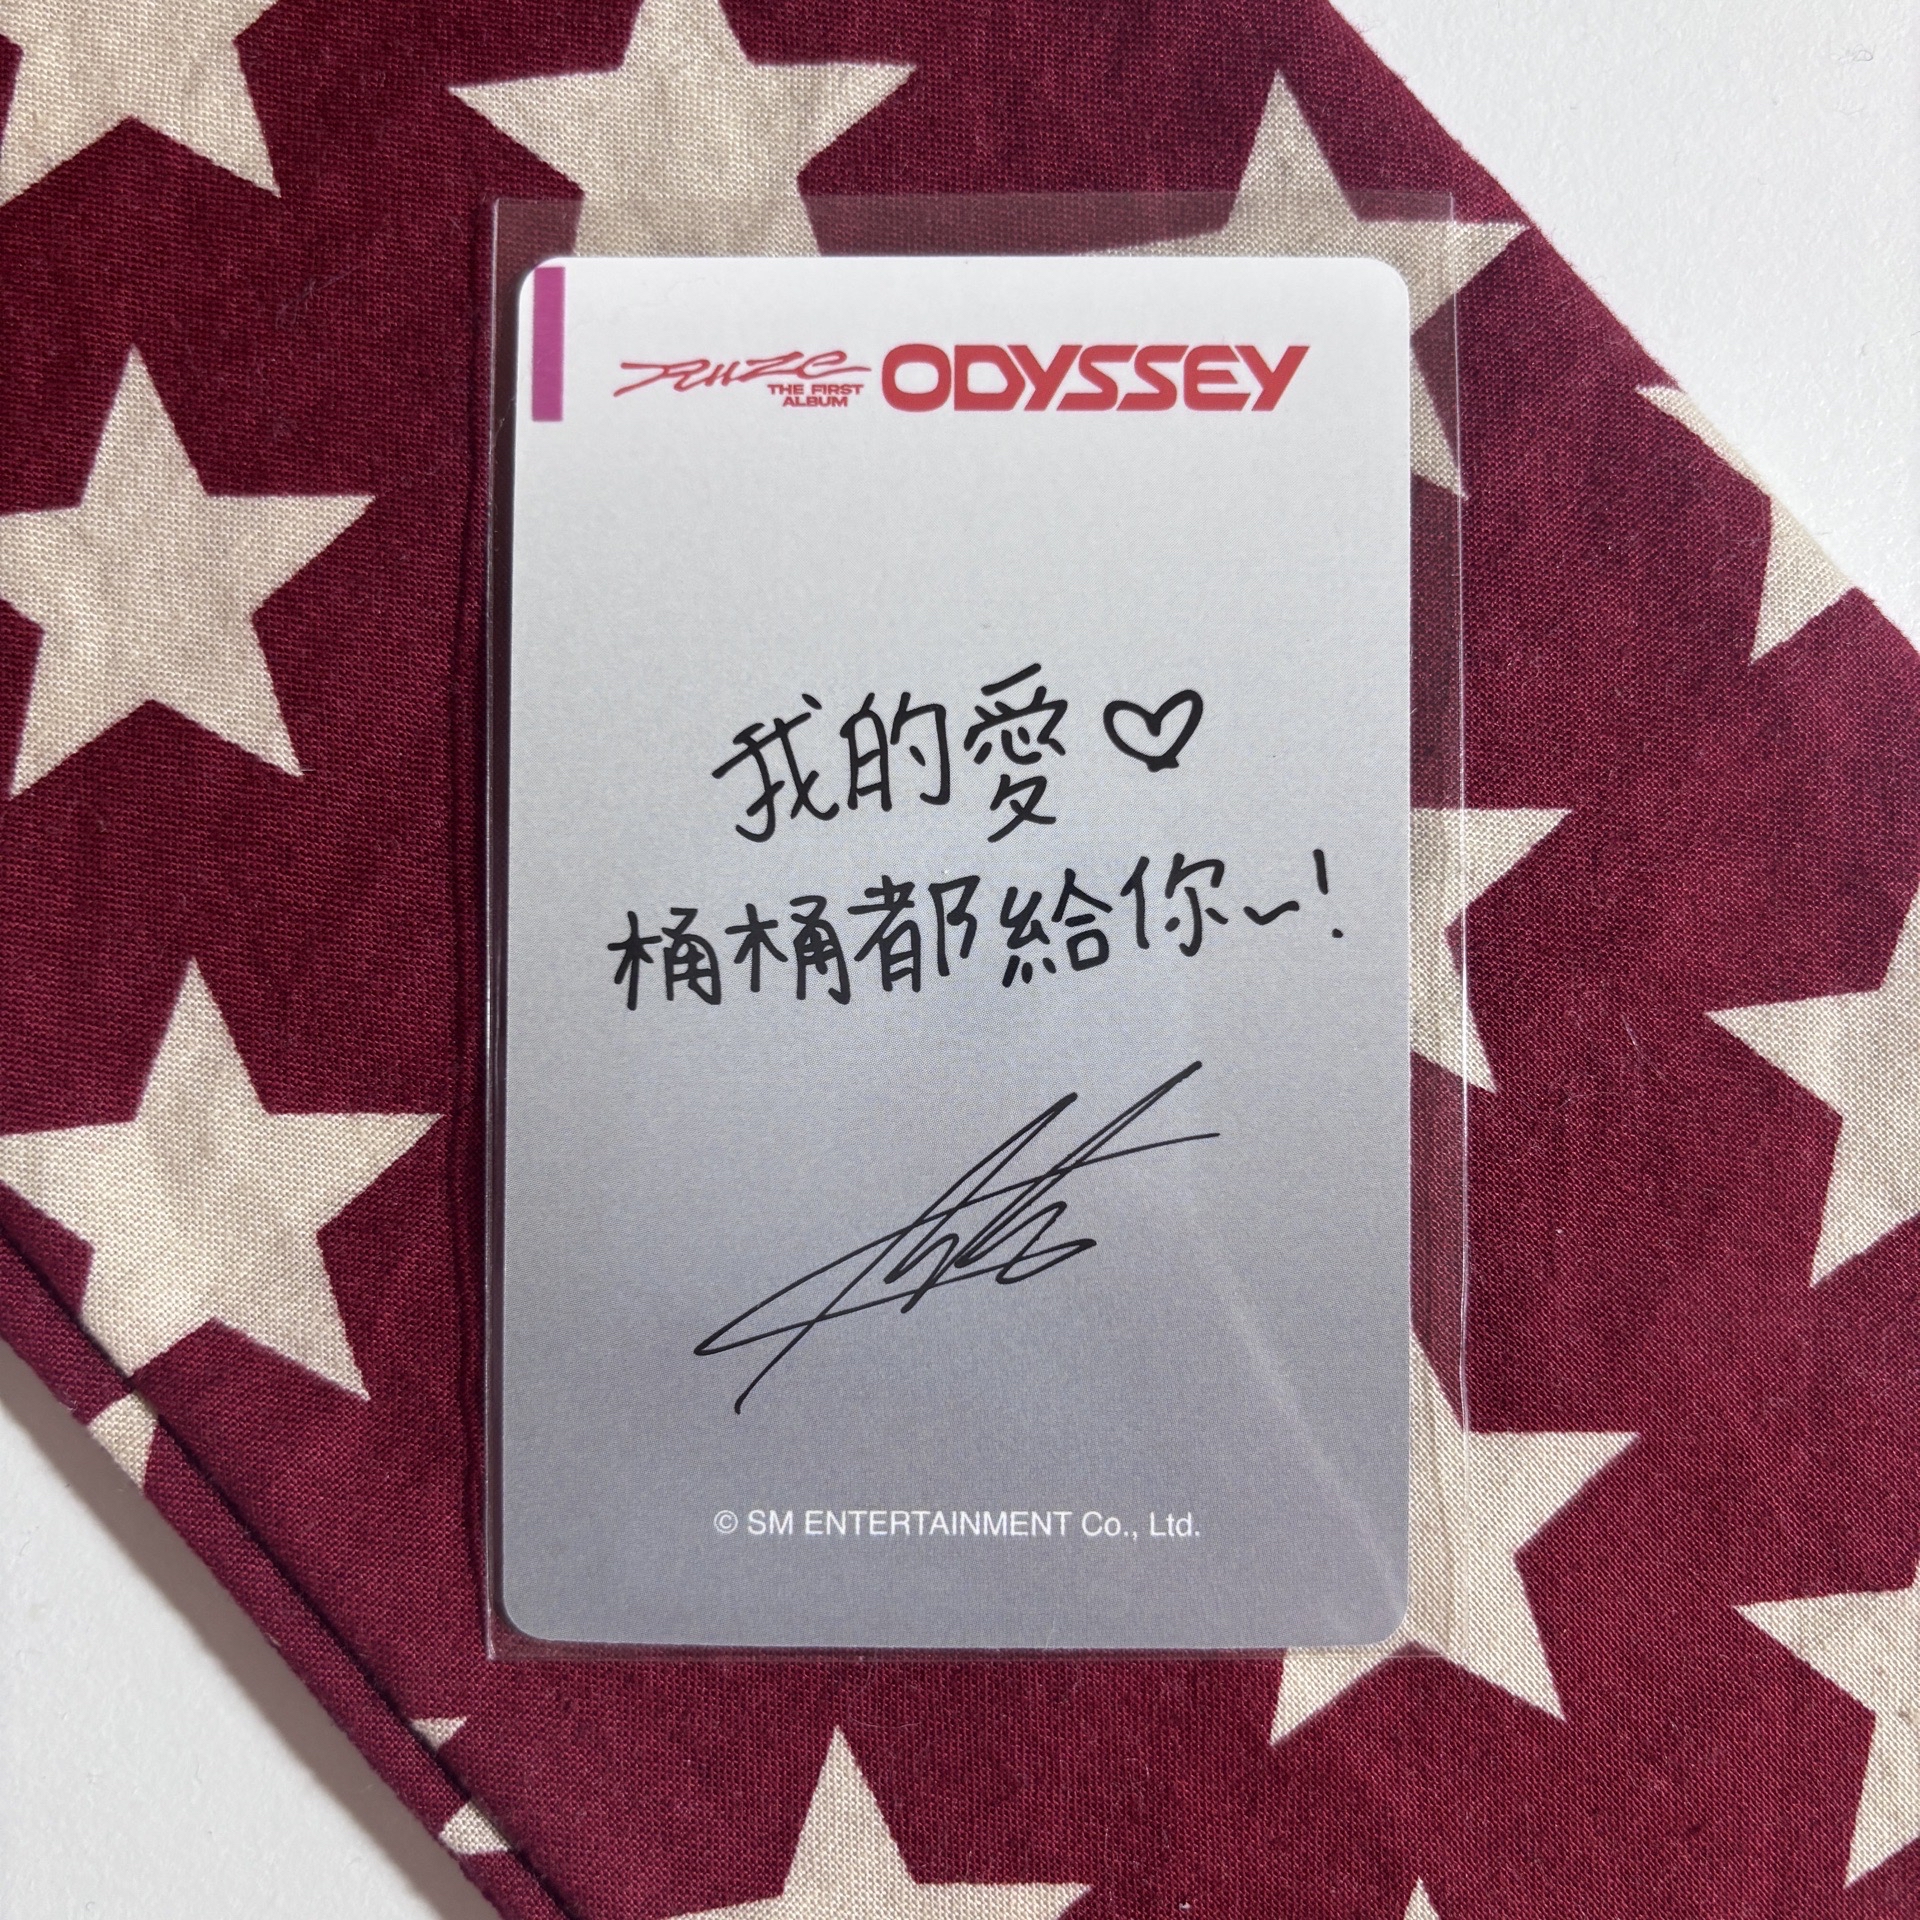 RIIZE THE FIRST ALBUM ODYSSEY
我的愛♡
桶桶都給你~!
© SM ENTERTAINMENT Co., Ltd.